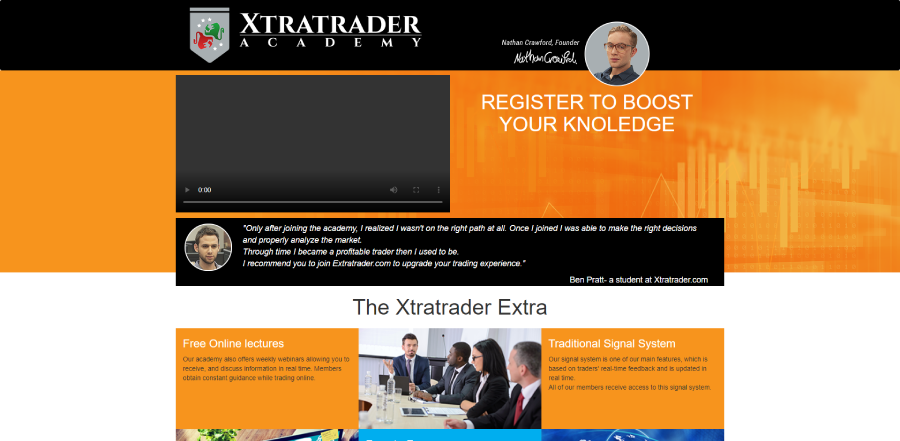 XTRATRADER
ACADEMY
Nathan Crawford, Founder
Nathan Crawford
REGISTER TO BOOST
YOUR KNOLEDGE
0:00
"Only after joining the academy, I realized I wasn't on the right path at all. Once I joined I was able to make the right decisions
and properly analyze the market.
Through time I became a profitable trader then I used to be.
I recommend you to join Extratrader.com to upgrade your trading experience."
Ben Pratt- a student at Xtratrader.com
The Xtratrader Extra
Free Online lectures
Our academy also offers weekly webinars allowing you to
receive, and discuss information in real time. Members
obtain constant guidance while trading online.
Traditional Signal System
Our signal system is one of our main features, which is
based on traders' real-time feedback and is updated in
real time.
All of our members receive access to this signal system.